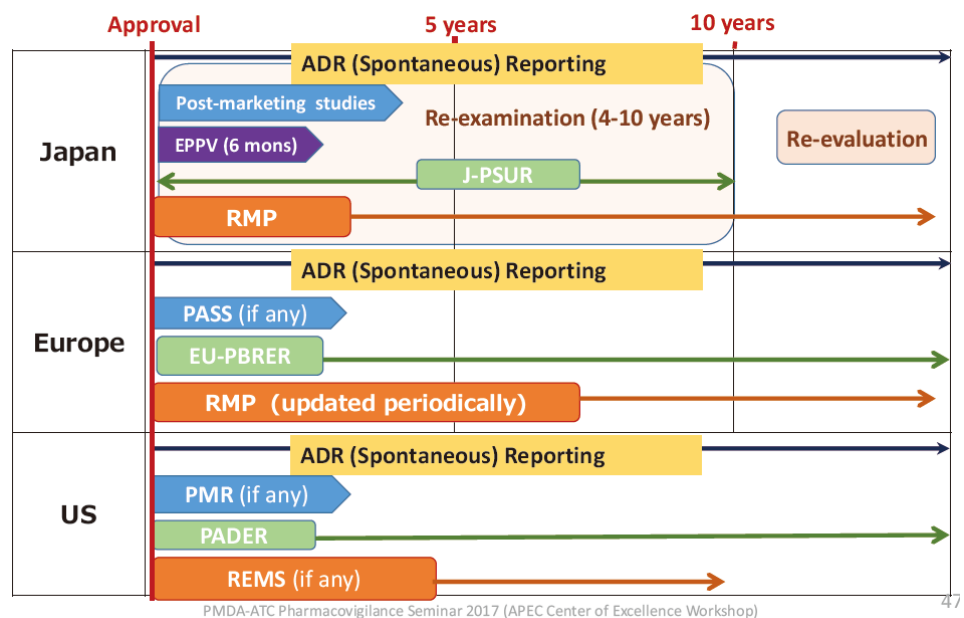 Approval
5 years
10 years
Japan
ADR (Spontaneous) Reporting
Post-marketing studies
Re-examination (4-10 years)
EPPV (6 mons)
Re-evaluation
J-PSUR
RMP
Europe
ADR (Spontaneous) Reporting
PASS (if any)
EU-PBRER
RMP (updated periodically)
US
ADR (Spontaneous) Reporting
PMR (if any)
PADER
REMS (if any)
PMDA-ATC Pharmacovigilance Seminar 2017 (APEC Center of Excellence Workshop)
47